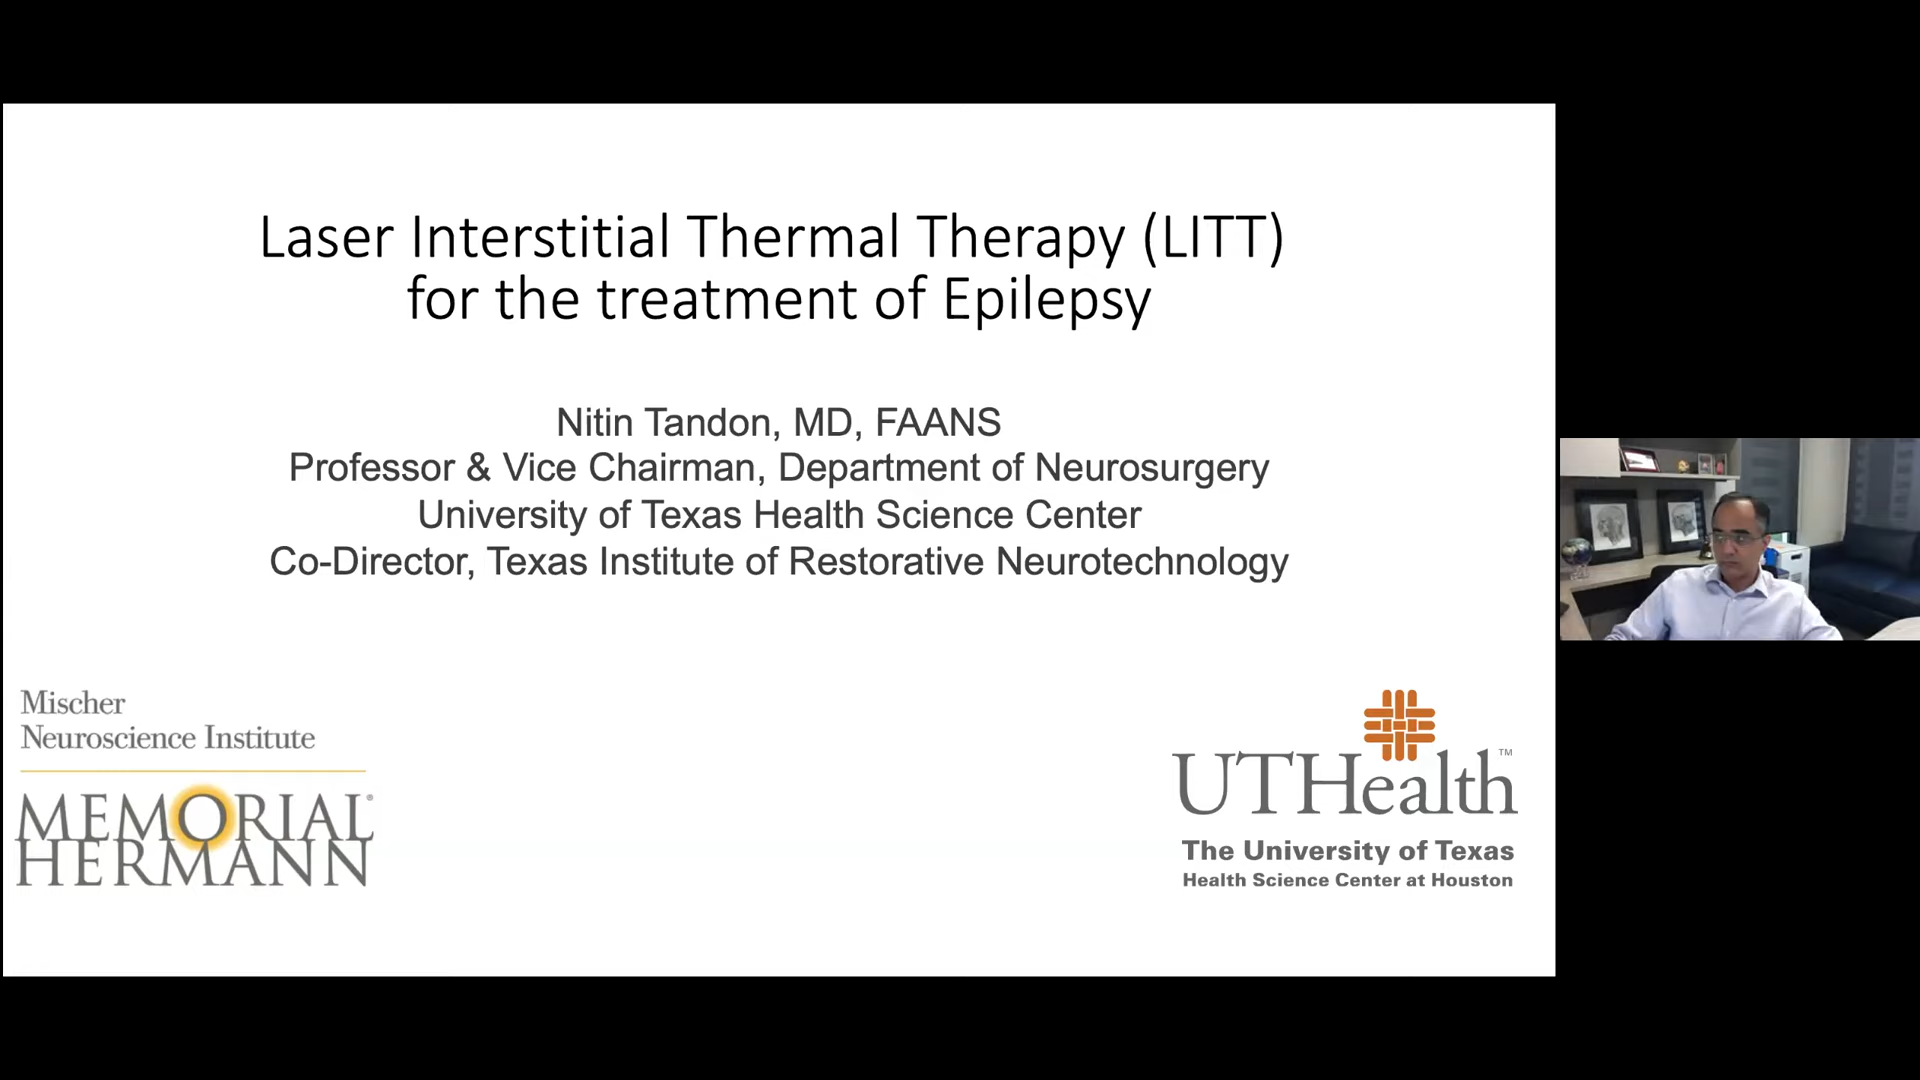 Laser Interstitial Thermal Therapy (LITT)
for the treatment of Epilepsy
Nitin Tandon, MD, FAANS
Professor & Vice Chairman, Department of Neurosurgery
University of Texas Health Science Center
Co-Director, Texas Institute of Restorative Neurotechnology
Mischer
Neuroscience Institute
MEMORIAL®
HERMANN
UTHealth™
The University of Texas
Health Science Center at Houston